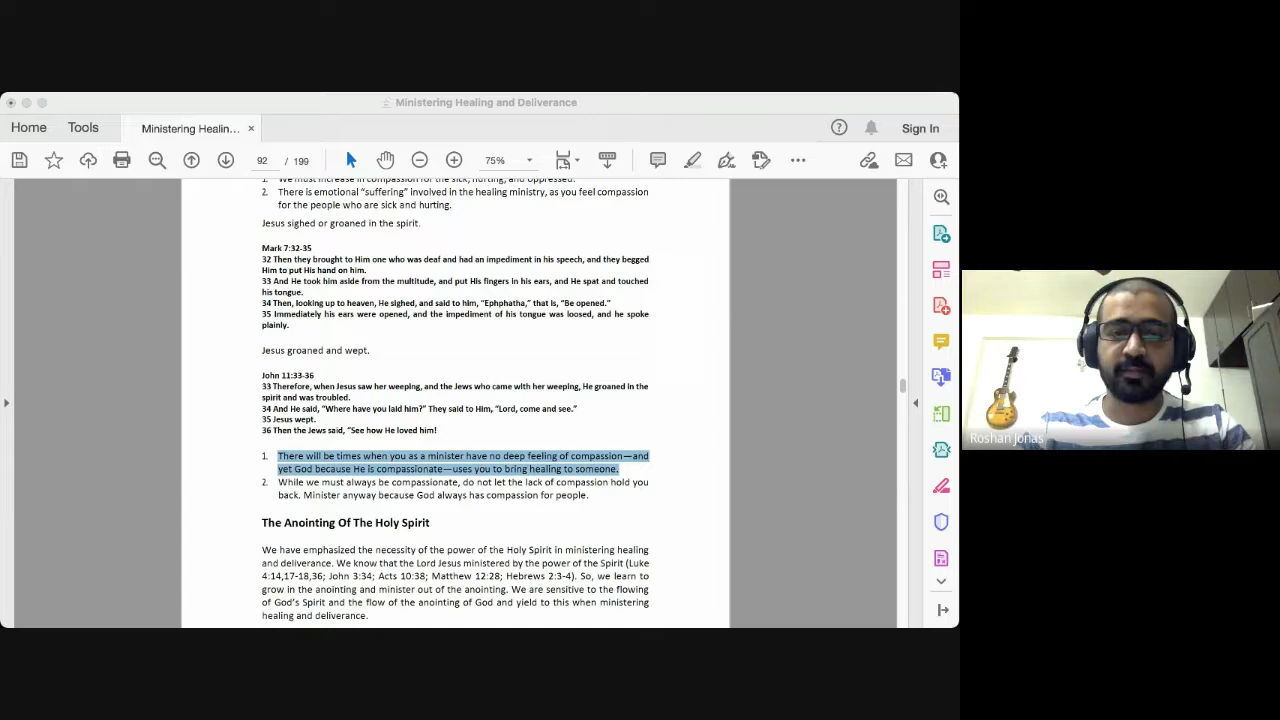 Ministering Healing and Deliverance
Home
Tools
Ministering Healin...
Sign In
92 / 199
75%
1. We must increase in compassion for the sick, hurting, and oppressed.
2. There is emotional “suffering” involved in the healing ministry, as you feel compassion
for the people who are sick and hurting.
Jesus sighed or groaned in the spirit.
Mark 7:32-35
32 Then they brought to Him one who was deaf and had an impediment in his speech, and they begged
Him to put His hand on him.
33 And He took him aside from the multitude, and put His fingers in his ears, and He spat and touched
his tongue.
34 Then, looking up to heaven, He sighed, and said to him, “Ephphatha,” that is, “Be opened.”
35 Immediately his ears were opened, and the impediment of his tongue was loosed, and he spoke
plainly.
Jesus groaned and wept.
John 11:33-36
33 Therefore, when Jesus saw her weeping, and the Jews who came with her weeping, He groaned in the
spirit and was troubled.
34 And He said, “Where have you laid him?” They said to Him, “Lord, come and see.”
35 Jesus wept.
36 Then the Jews said, “See how He loved him!
1. There will be times when you as a minister have no deep feeling of compassion—and
yet God because He is compassionate—uses you to bring healing to someone.
2. While we must always be compassionate, do not let the lack of compassion hold you
back. Minister anyway because God always has compassion for people.
The Anointing Of The Holy Spirit
We have emphasized the necessity of the power of the Holy Spirit in ministering healing
and deliverance. We know that the Lord Jesus ministered by the power of the Spirit (Luke
4:14,17-18,36; John 3:34; Acts 10:38; Matthew 12:28; Hebrews 2:3-4). So, we learn to
grow in the anointing and minister out of the anointing. We are sensitive to the flowing
of God’s Spirit and the flow of the anointing of God and yield to this when ministering
healing and deliverance.
Roshan Jonas